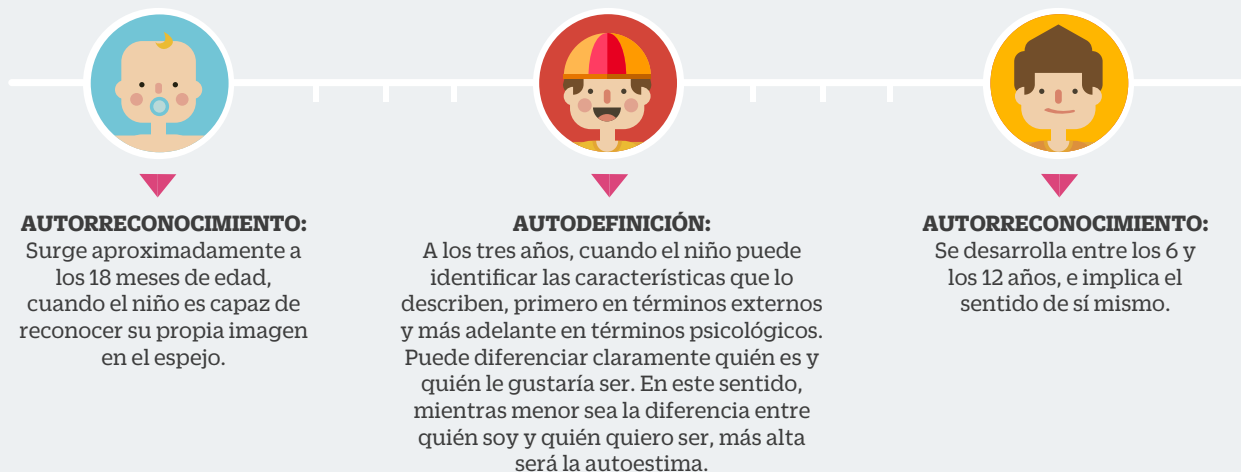 AUTORRECONOCIMIENTO:
Surge aproximadamente a
los 18 meses de edad,
cuando el niño es capaz de
reconocer su propia imagen
en el espejo.
AUTODEFINICIÓN:
A los tres años, cuando el niño puede
identificar las características que lo
describen, primero en términos externos
y más adelante en términos psicológicos.
Puede diferenciar claramente quién es y
quién le gustaría ser. En este sentido,
mientras menor sea la diferencia entre
quién soy y quién quiero ser, más alta
será la autoestima.
AUTORRECONOCIMIENTO:
Se desarrolla entre los 6 y
los 12 años, e implica el
sentido de sí mismo.